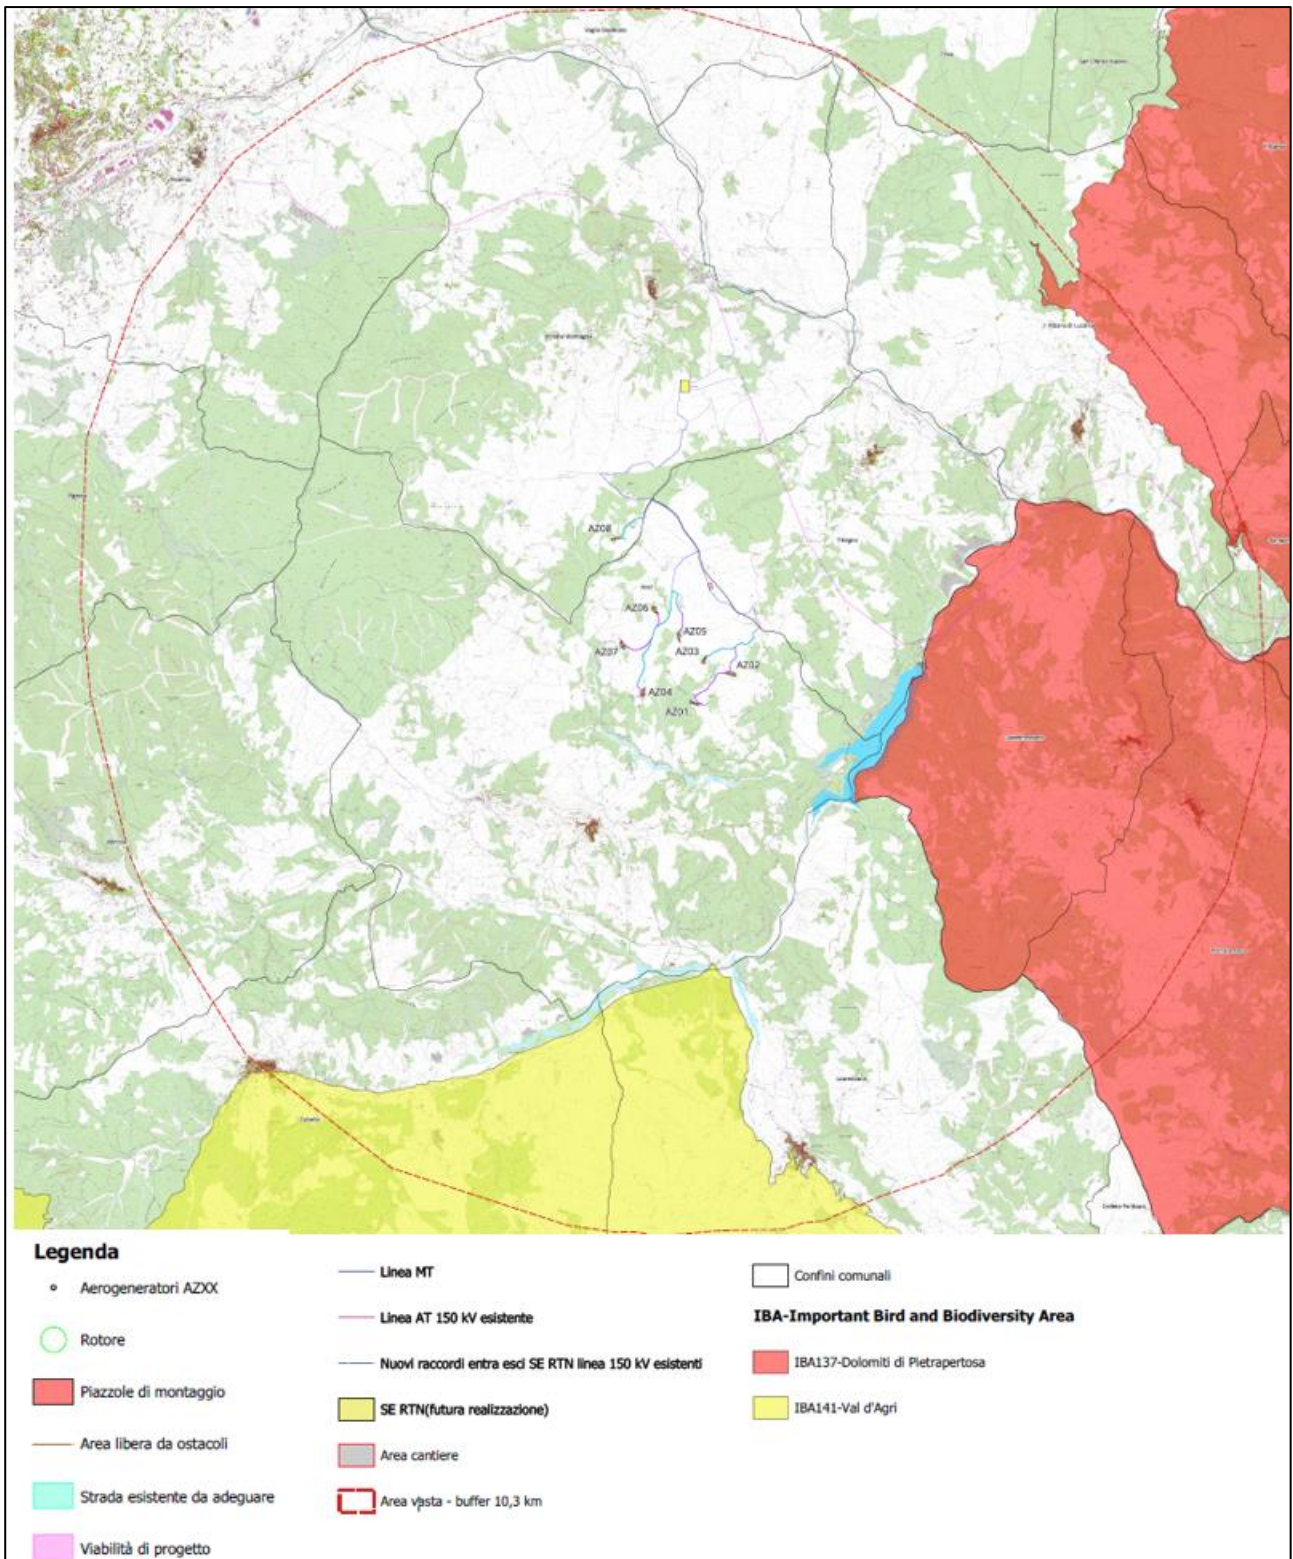 Vaglio Basilicata
AZ08
AZ06
AZ05
AZ07
AZ03
AZ02
AZ04
AZ01
Legenda
Aerogeneratori AZXX
Rotore
Piazzole di montaggio
Area libera da ostacoli
Strada esistente da adeguare
Viabilità di progetto
Linea MT
Linea AT 150 kV esistente
Nuovi raccordi entra esci SE RTN linea 150 kV esistenti
SE RTN(futura realizzazione)
Area cantiere
Area vasta - buffer 10,3 km
Confini comunali
IBA-Important Bird and Biodiversity Area
IBA137-Dolomiti di Pietrapertosa
IBA141-Val d'Agri